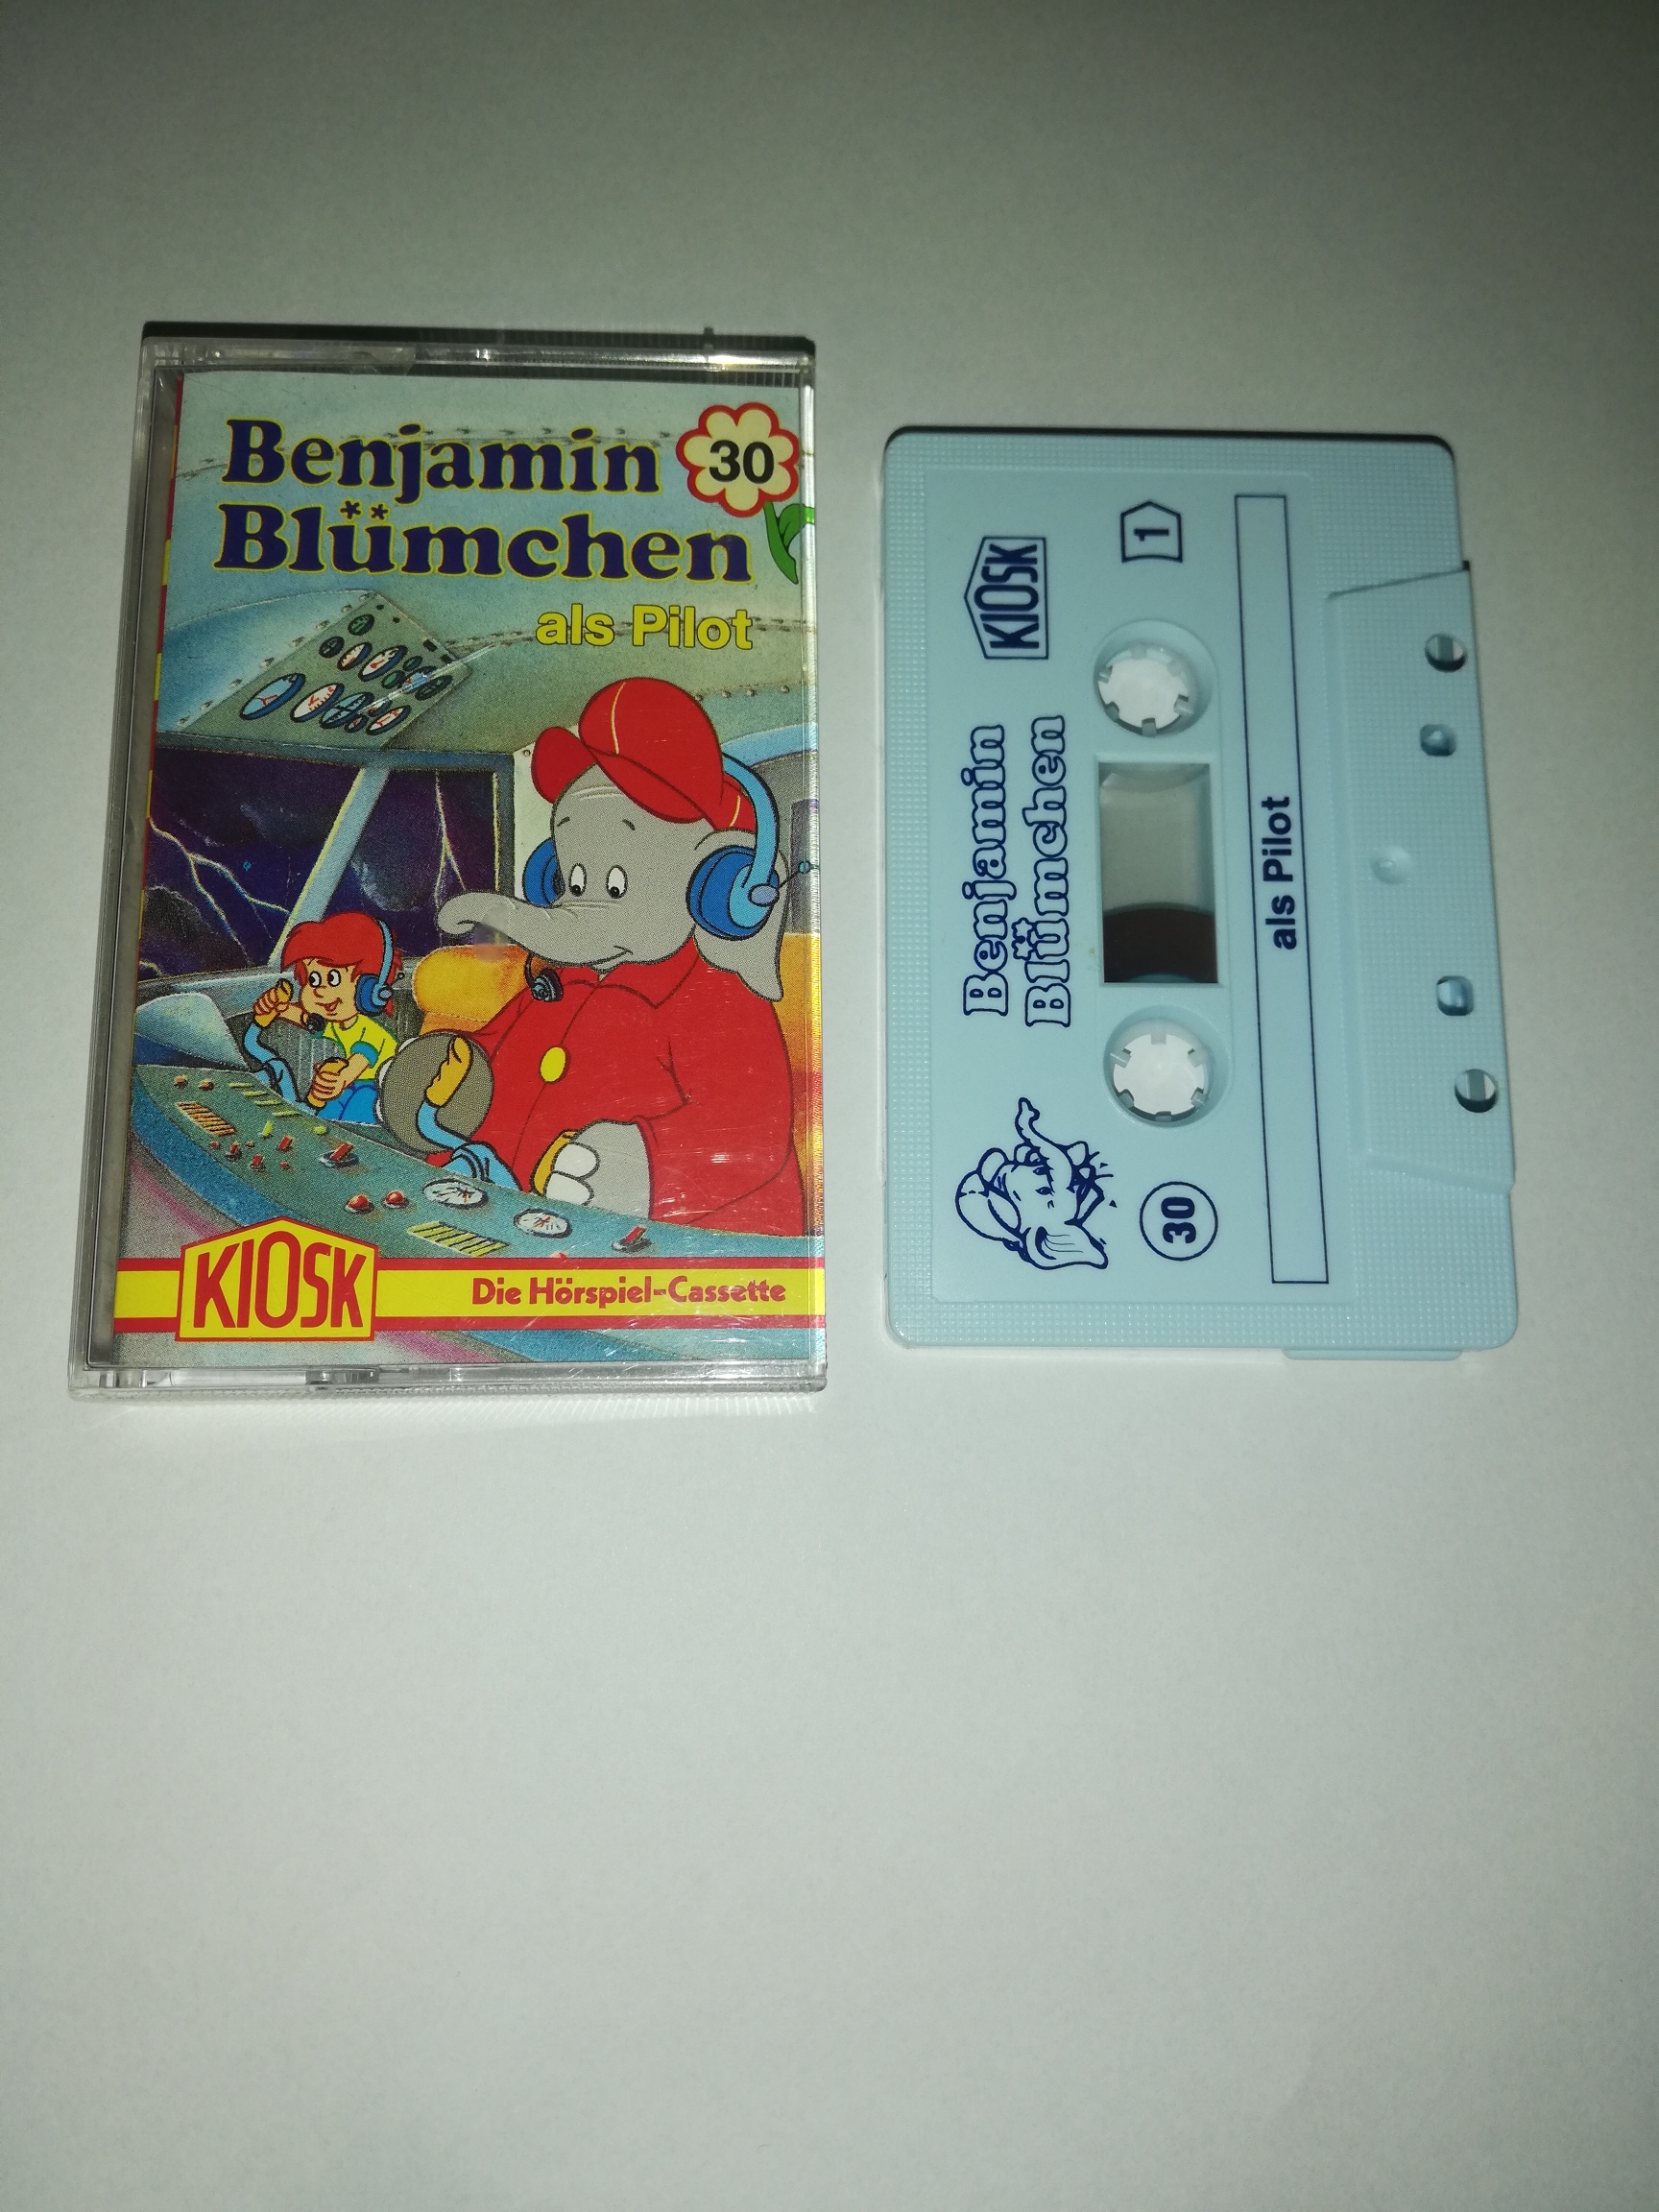 Benjamin
Blümchen
30
als Pilot
KIOSK
Die Hörspiel-Cassette
KIOSK
1
Benjamin
Blümchen
30
als Pilot